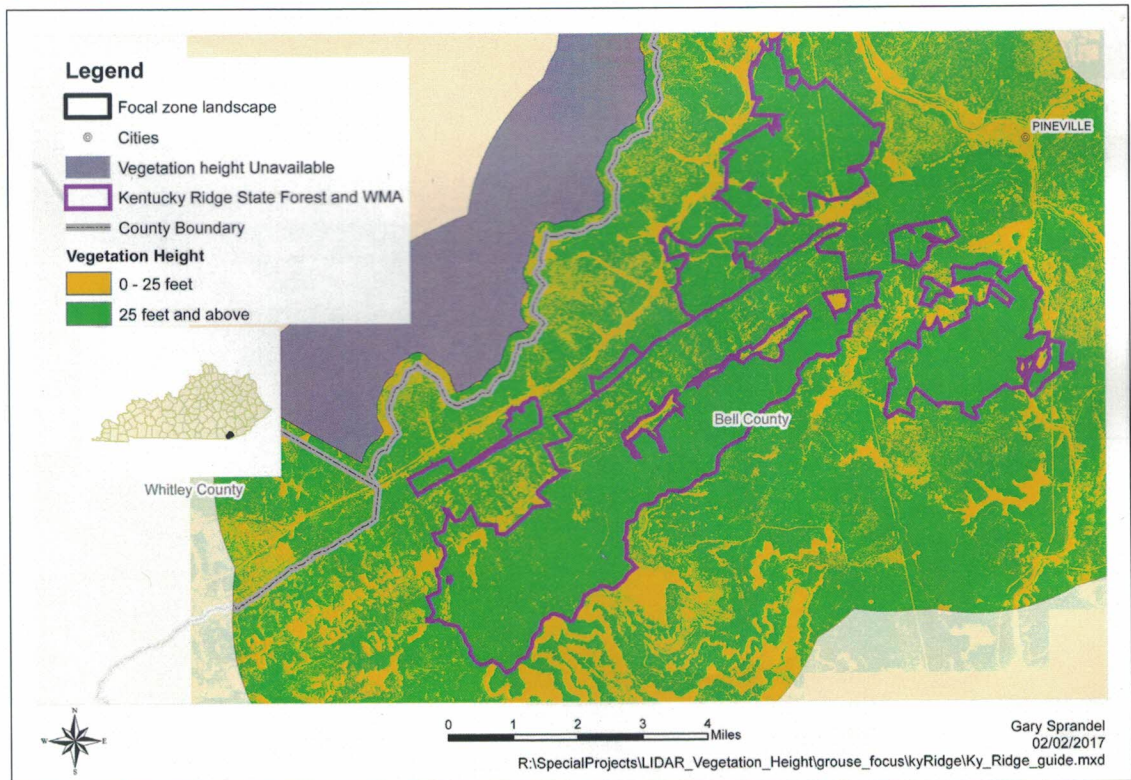 Legend
Focal zone landscape
Cities
Vegetation height Unavailable
Kentucky Ridge State Forest and WMA
County Boundary
Vegetation Height
0 - 25 feet
25 feet and above
PINEVILLE
Bell County
Whitley County
N
W E
S
0 1 2 3 4
Miles
Gary Sprandel
02/02/2017
R:\SpecialProjects\LIDAR_Vegetation_Height\grouse_focus\kyRidge\Ky_Ridge_guide.mxd